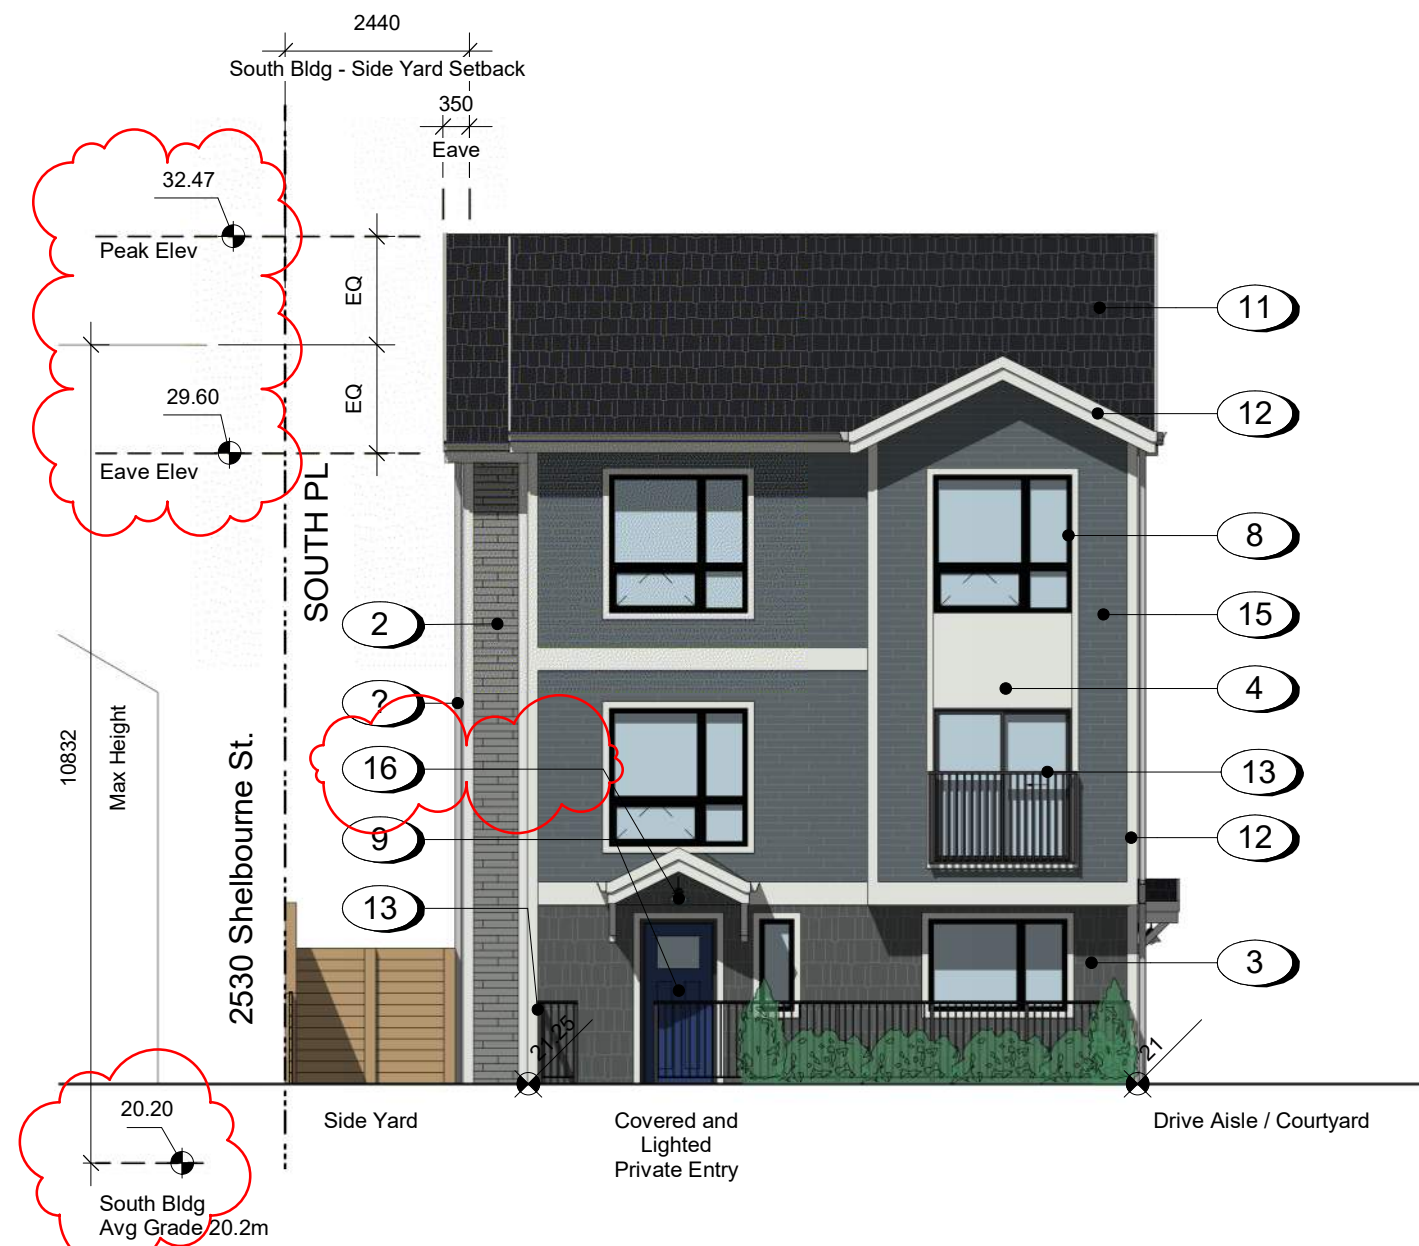 2440
South Bldg - Side Yard Setback
350
Eave
32.47
Peak Elev
EQ
11
EQ
29.60
12
Eave Elev
SOUTH PL
8
2
15
?
4
10832
Max Height
2530 Shelbourne St.
16
13
9
12
13
3
21.25
21
20.20
Side Yard
Covered and
Lighted
Private Entry
Drive Aisle / Courtyard
South Bldg
Avg Grade 20.2m